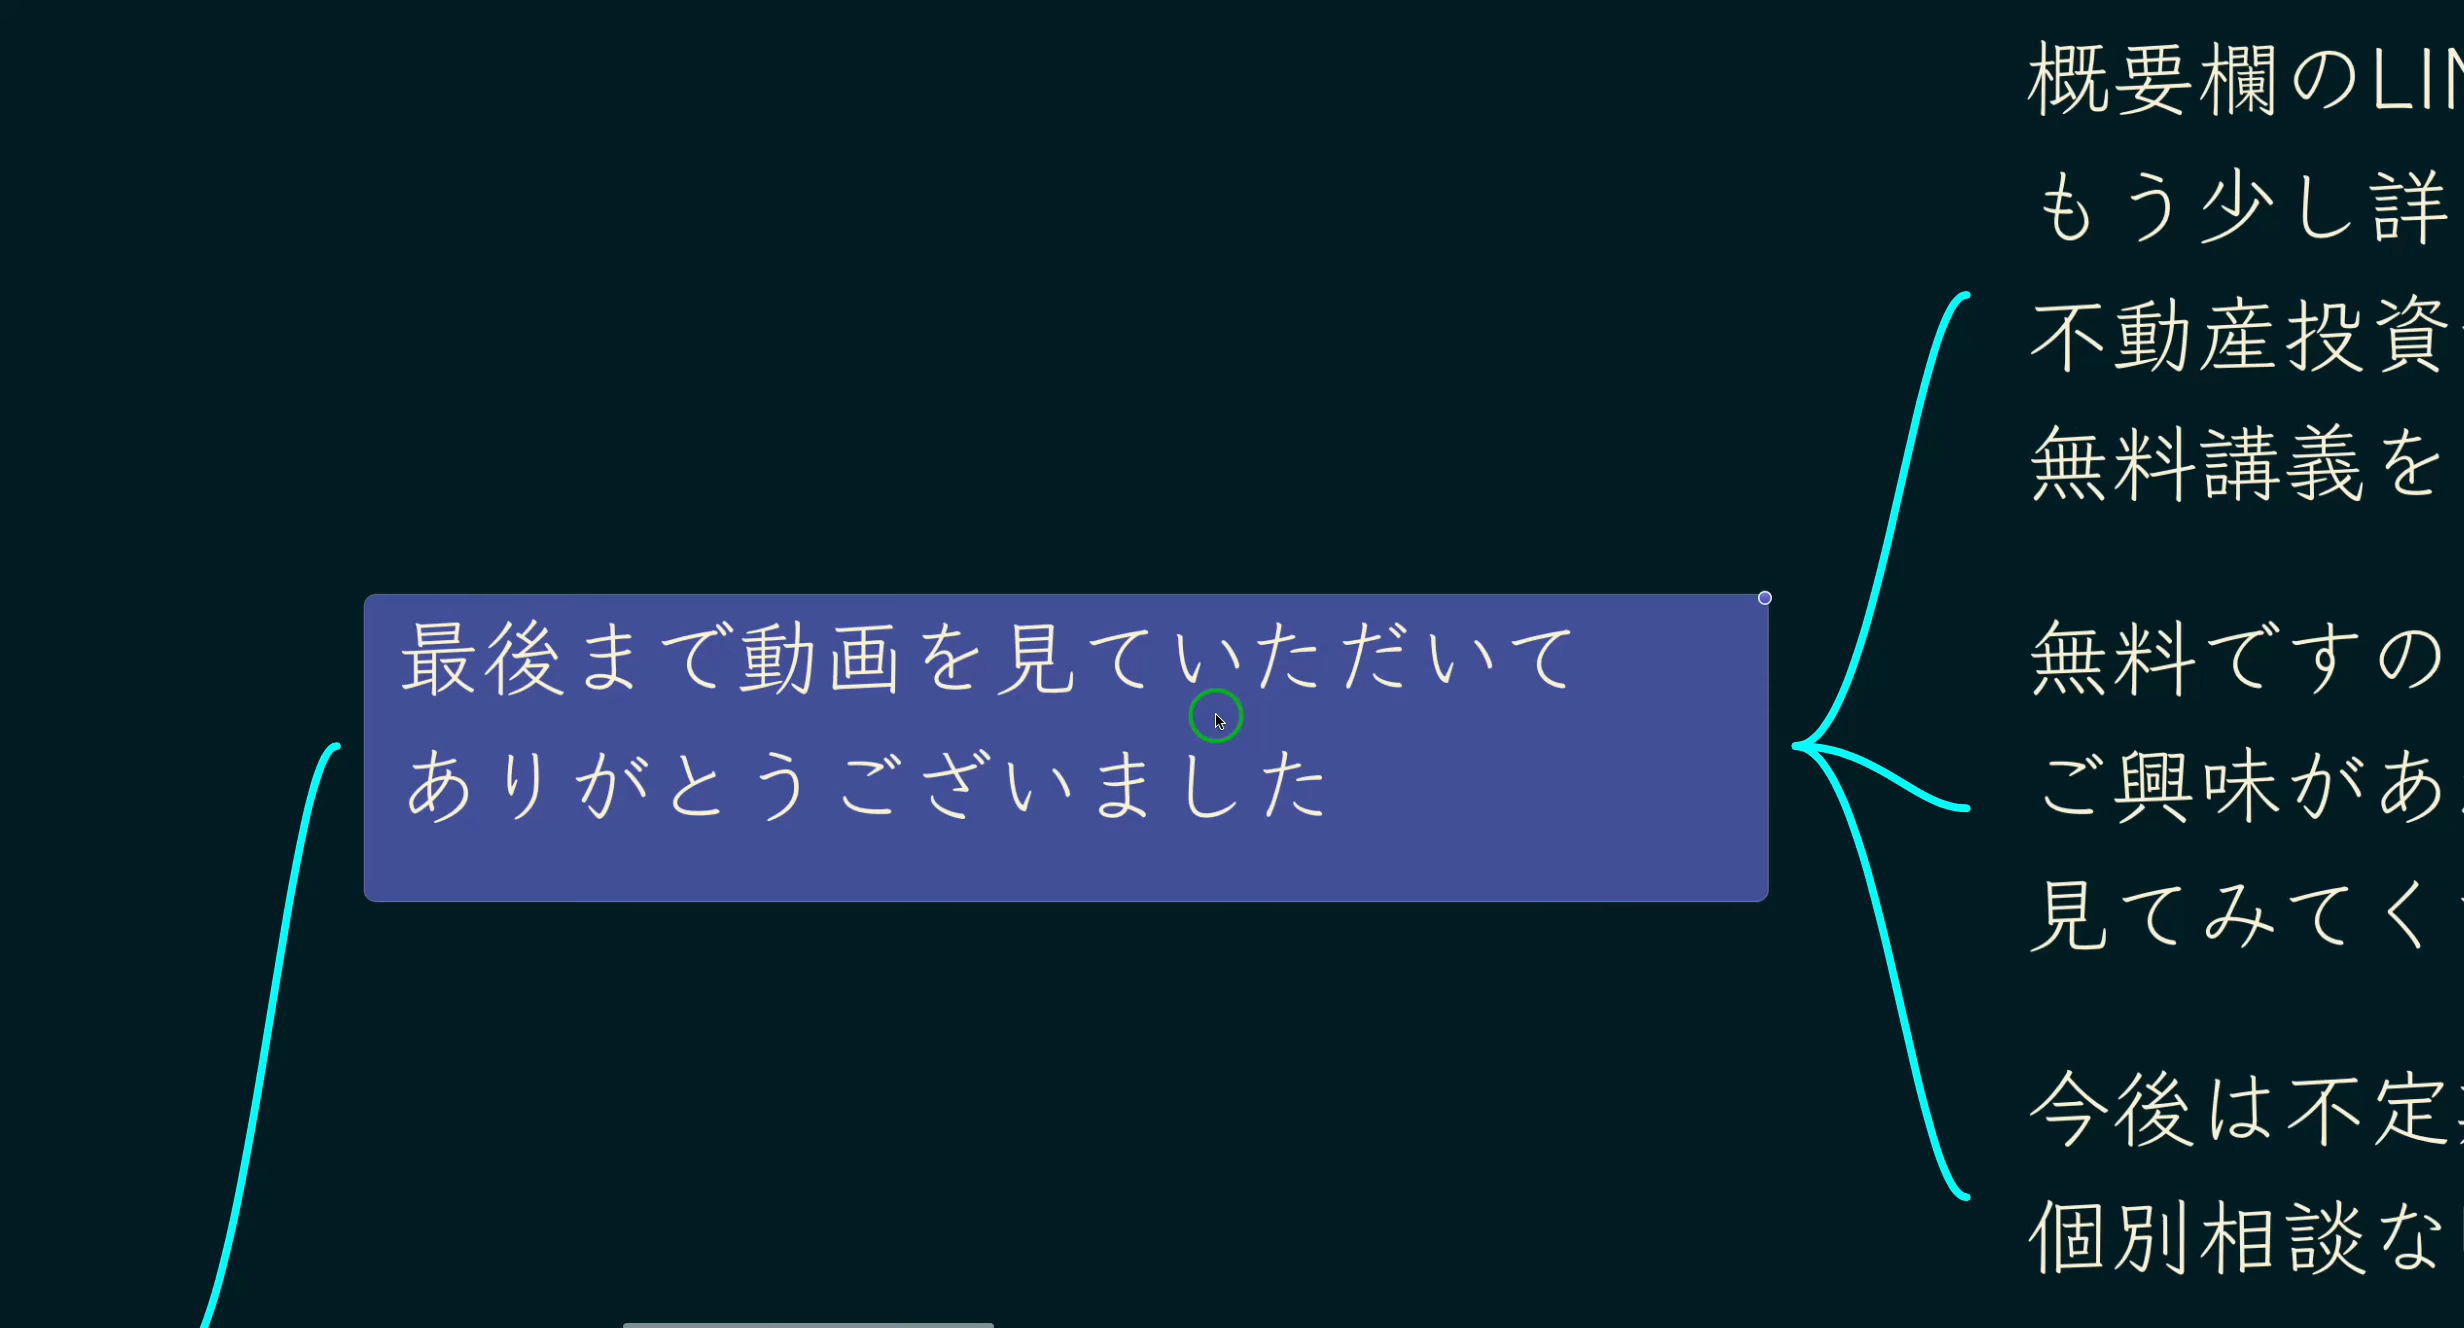 最後まで動画を見ていただいて
ありがとうございました
概要欄のLIN
もう少し詳
不動産投資
無料講義を
無料ですの
ご興味があ
見てみてく
今後は不定
個別相談な